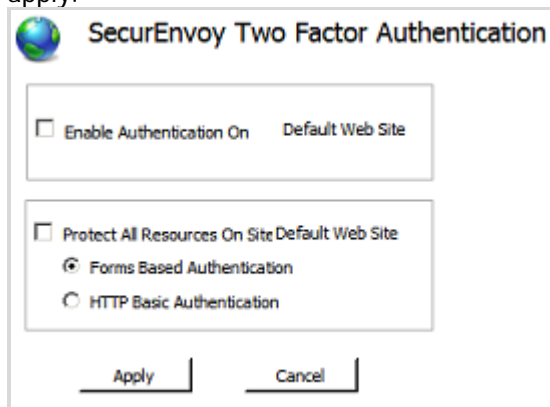 apply.
SecurEnvoy Two Factor Authentication
Enable Authentication On Default Web Site
Protect All Resources On Site Default Web Site
Forms Based Authentication
HTTP Basic Authentication
Apply Cancel